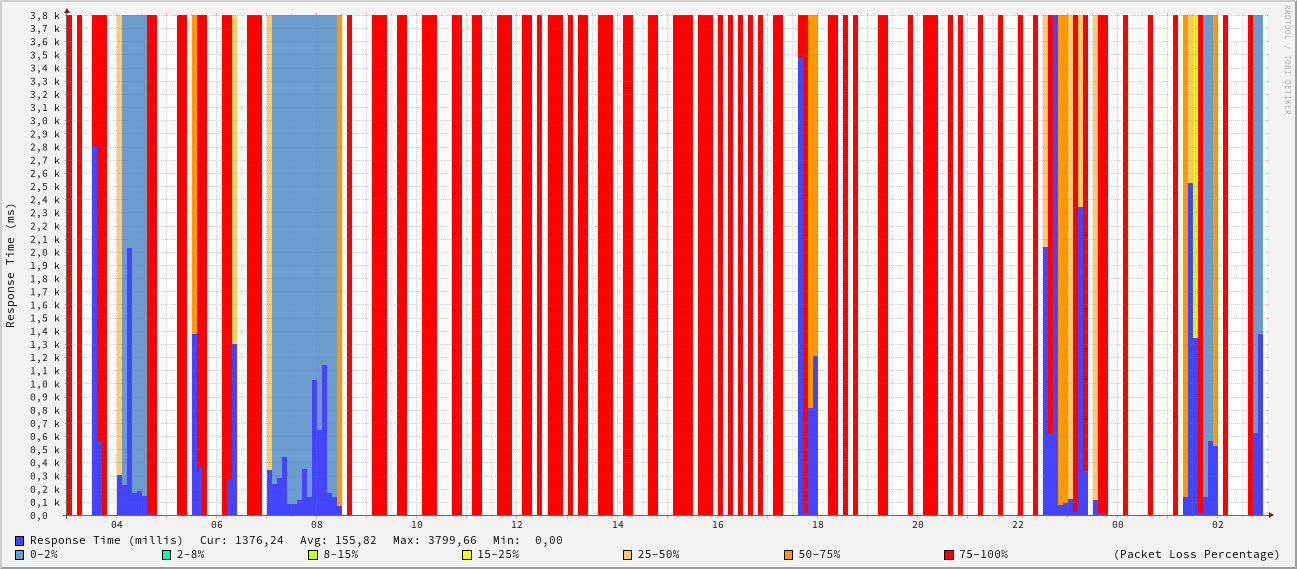 RRDTOOL / TOBI OETIKER
Response Time (ms)
3,8 k
3,7 k
3,6 k
3,5 k
3,4 k
3,3 k
3,2 k
3,1 k
3,0 k
2,9 k
2,8 k
2,7 k
2,6 k
2,5 k
2,4 k
2,3 k
2,2 k
2,1 k
2,0 k
1,9 k
1,8 k
1,7 k
1,6 k
1,5 k
1,4 k
1,3 k
1,2 k
1,1 k
1,0 k
0,9 k
0,8 k
0,7 k
0,6 k
0,5 k
0,4 k
0,3 k
0,2 k
0,1 k
0,0
04 06 08 10 12 14 16 18 20 22 00 02
Response Time (millis) Cur: 1376,24 Avg: 155,82 Max: 3799,66 Min: 0,00
0-2% 2-8% 8-15% 15-25% 25-50% 50-75% 75-100% (Packet Loss Percentage)